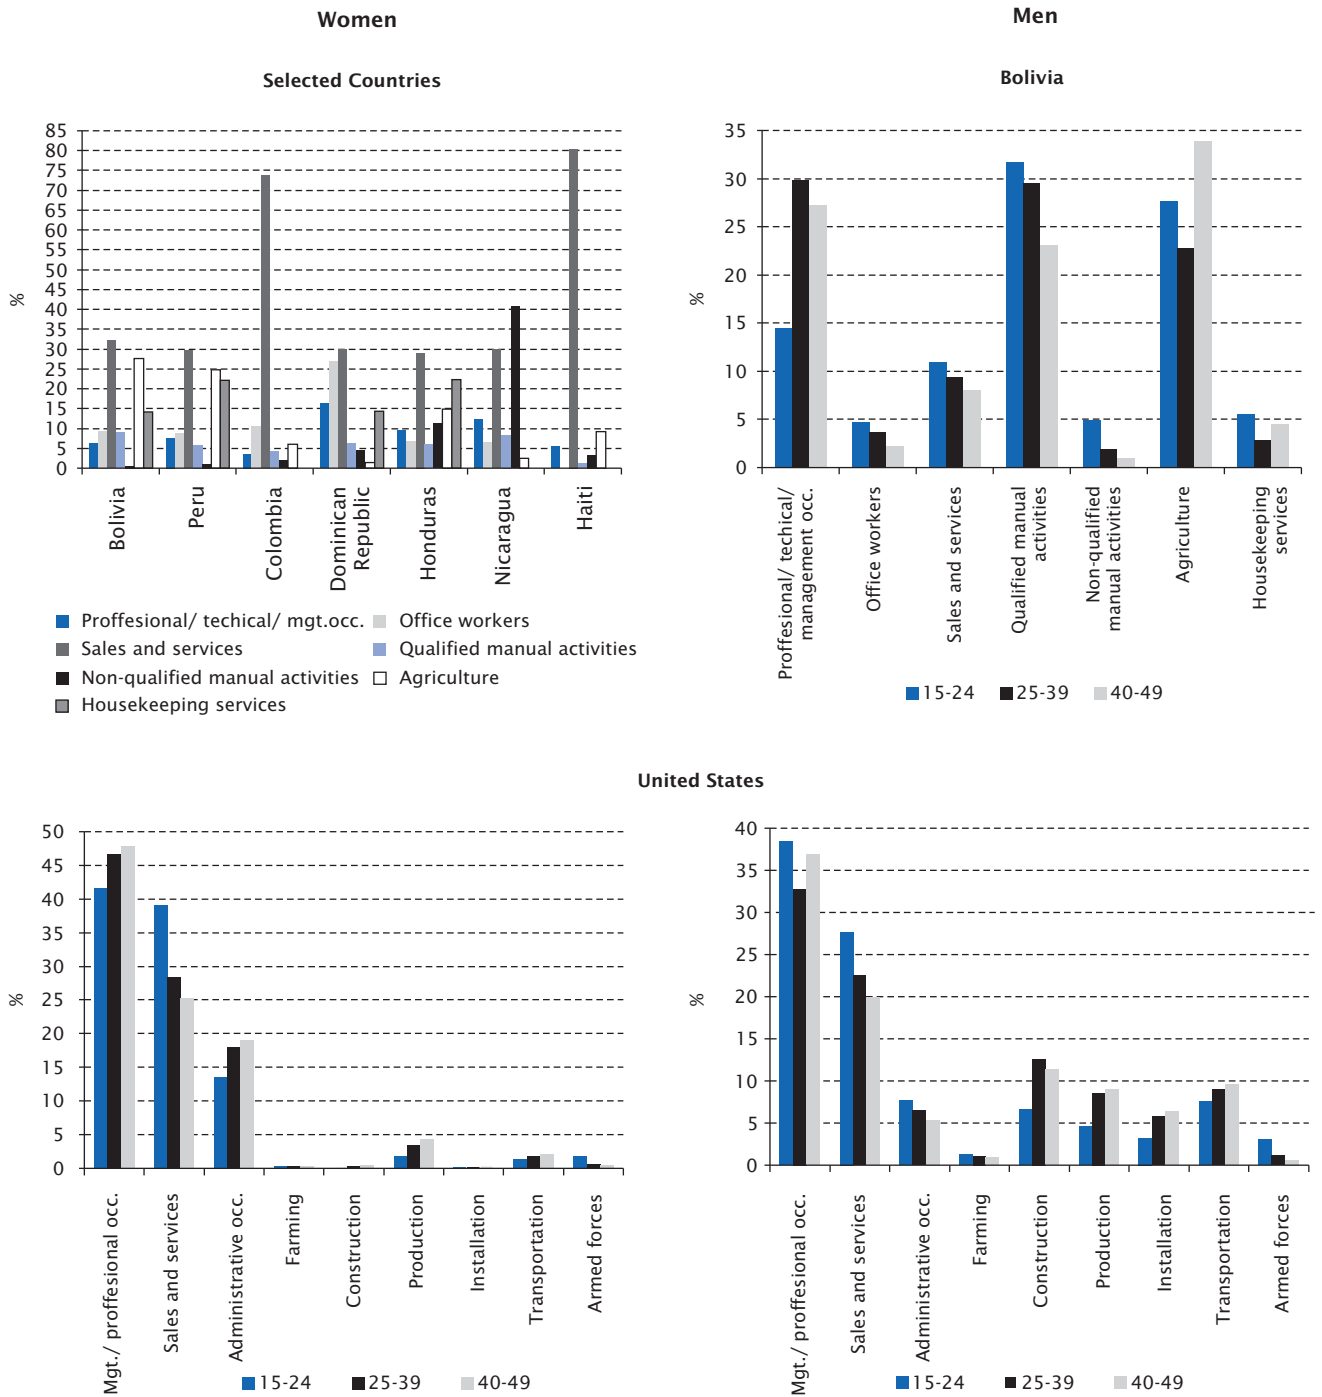 Women
Selected Countries
85
80
75
70
65
60
55
50
45
40
35
30
25
20
15
10
5
0
%
Bolivia
Peru
Colombia
Dominican
Republic
Honduras
Nicaragua
Haiti
Proffesional/ techical/ mgt.occ.
Office workers
Sales and services
Qualified manual activities
Non-qualified manual activities
Agriculture
Housekeeping services
Men
Bolivia
35
30
25
20
15
10
5
0
%
Proffesional/ techical/
management occ.
Office workers
Sales and services
Qualified manual
activities
Non-qualified
manual activities
Agriculture
Housekeeping
services
15-24
25-39
40-49
United States
50
45
40
35
30
25
20
15
10
5
0
%
Mgt./ proffesional occ.
Sales and services
Administrative occ.
Farming
Construction
Production
Installation
Transportation
Armed forces
15-24
25-39
40-49
40
35
30
25
20
15
10
5
0
%
Mgt./ proffesional occ.
Sales and services
Administrative occ.
Farming
Construction
Production
Installation
Transportation
Armed forces
15-24
25-39
40-49